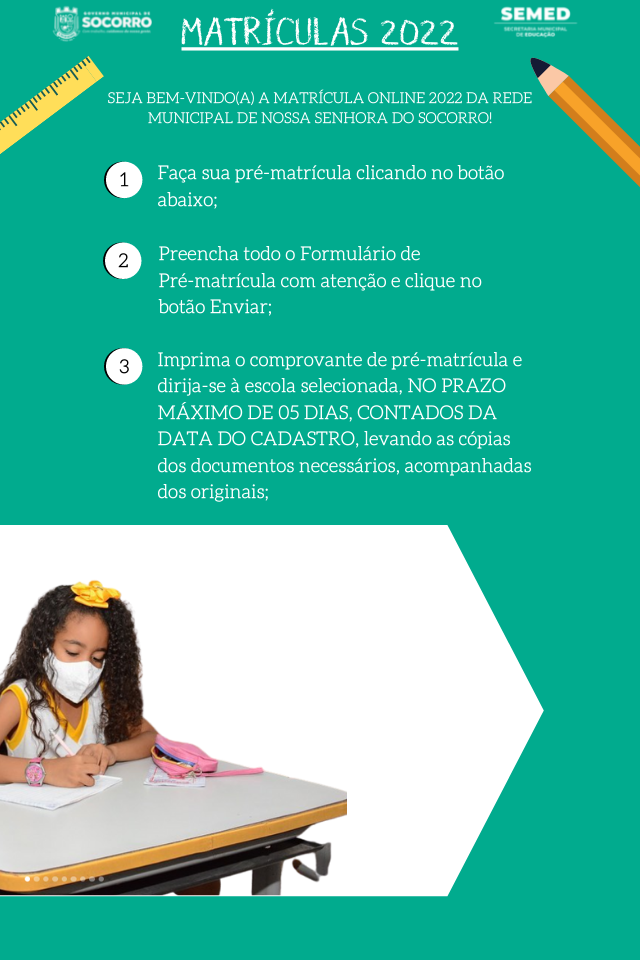 GOVERNO MUNICIPAL DE
SOCORRO
MATRÍCULAS 2022
SEMED
SECRETARIA MUNICIPAL
DE EDUCAÇÃO
SEJA BEM-VINDO(A) A MATRÍCULA ONLINE 2022 DA REDE
MUNICIPAL DE NOSSA SENHORA DO SOCORRO!
1
Faça sua pré-matrícula clicando no botão
abaixo;
2
Preencha todo o Formulário de
Pré-matrícula com atenção e clique no
botão Enviar;
3
Imprima o comprovante de pré-matrícula e
dirija-se à escola selecionada, NO PRAZO
MÁXIMO DE 05 DIAS, CONTADOS DA
DATA DO CADASTRO, levando as cópias
dos documentos necessários, acompanhadas
dos originais;